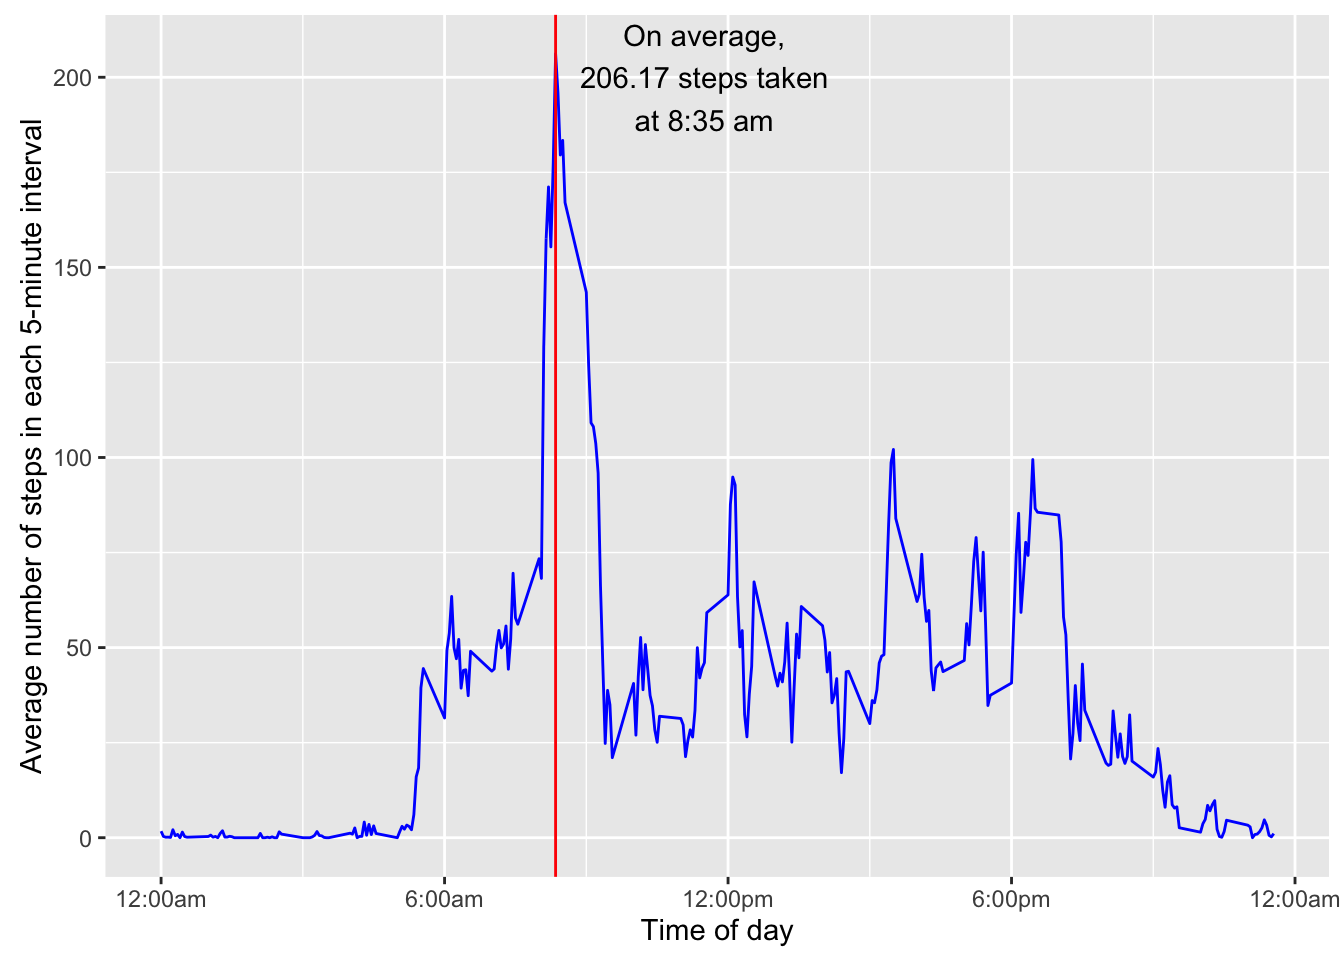 On average,
206.17 steps taken
at 8:35 am
Average number of steps in each 5-minute interval
200
150
100
50
0
12:00am
6:00am
12:00pm
6:00pm
12:00am
Time of day